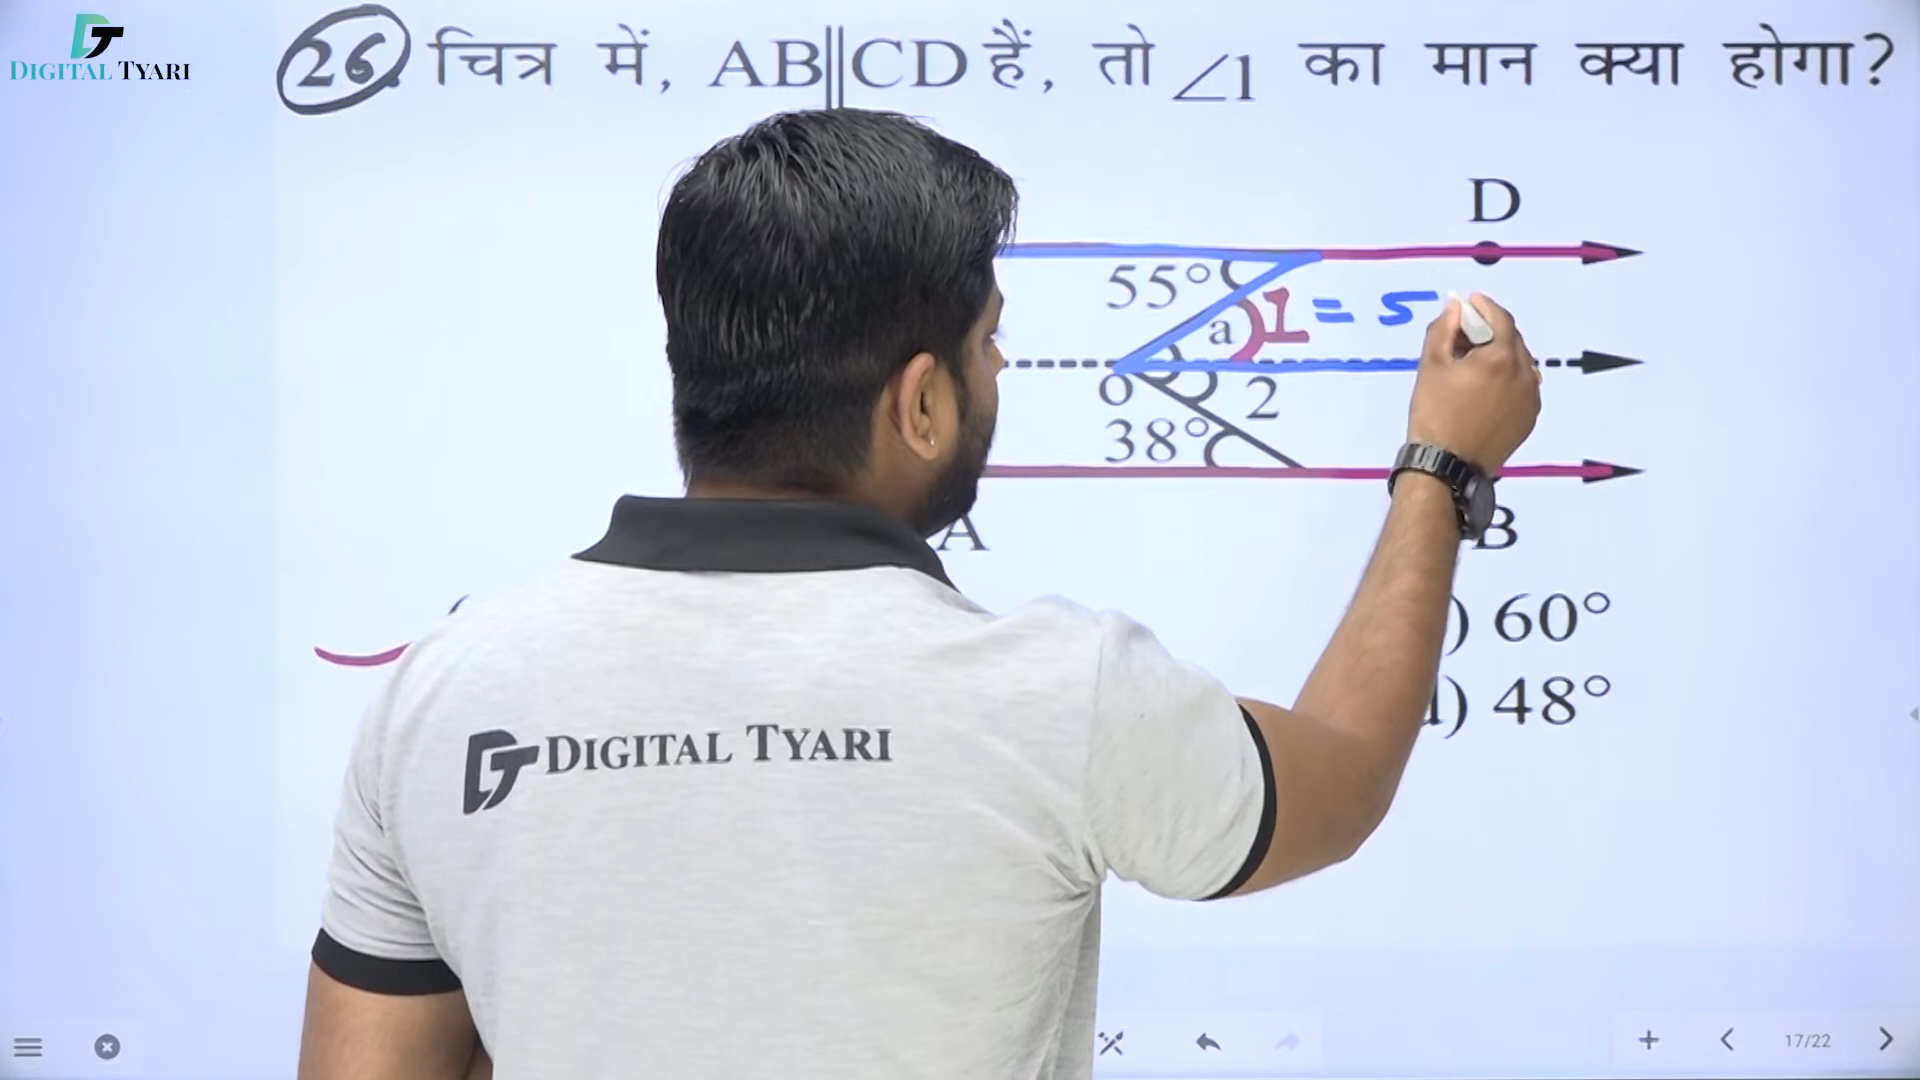 DIGITAL TYARI
26. चित्र में, AB||CD हैं, तो ∠1 का मान क्या होगा?
D
55°
a 1 = 5
O 2
38°
A B
60°
d) 48°
DIGITAL TYARI
17/22